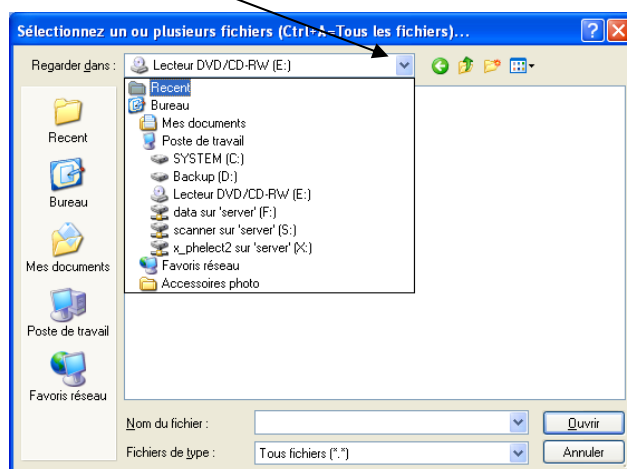 Sélectionnez un ou plusieurs fichiers (Ctrl+A=Tous les fichiers)...
Regarder dans :
Lecteur DVD/CD-RW (E:)
Recent
Bureau
Mes documents
Poste de travail
SYSTEM (C:)
Backup (D:)
Lecteur DVD/CD-RW (E:)
data sur 'server' (F:)
scanner sur 'server' (S:)
x_phelect2 sur 'server' (X:)
Favoris réseau
Accessoires photo
Recent
Bureau
Mes documents
Poste de travail
Favoris réseau
Nom du fichier :
Ouvrir
Fichiers de type :
Tous fichiers (*.*)
Annuler